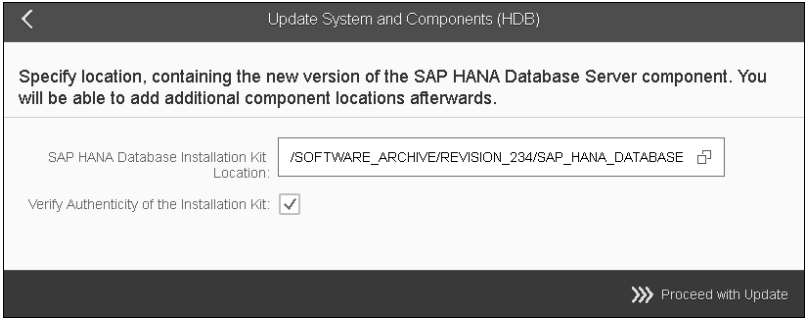 Update System and Components (HDB)
Specify location, containing the new version of the SAP HANA Database Server component. You
will be able to add additional component locations afterwards.
SAP HANA Database Installation Kit
Location:
/SOFTWARE_ARCHIVE/REVISION_234/SAP_HANA_DATABASE
Verify Authenticity of the Installation Kit:
Proceed with Update